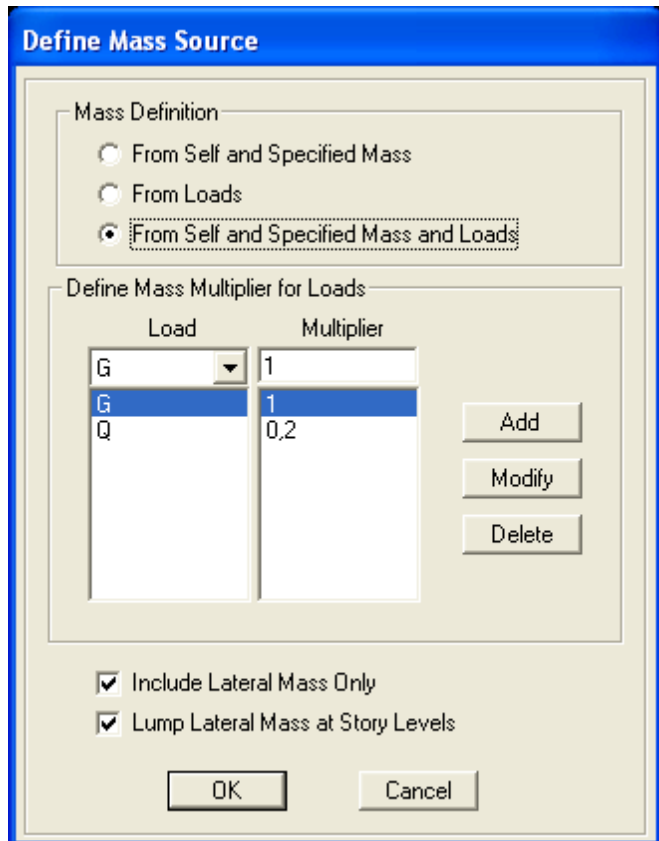 Define Mass Source
Mass Definition
From Self and Specified Mass
From Loads
From Self and Specified Mass and Loads
Define Mass Multiplier for Loads
Load Multiplier
G 1
G 1
Q 0,2
Add
Modify
Delete
Include Lateral Mass Only
Lump Lateral Mass at Story Levels
OK Cancel